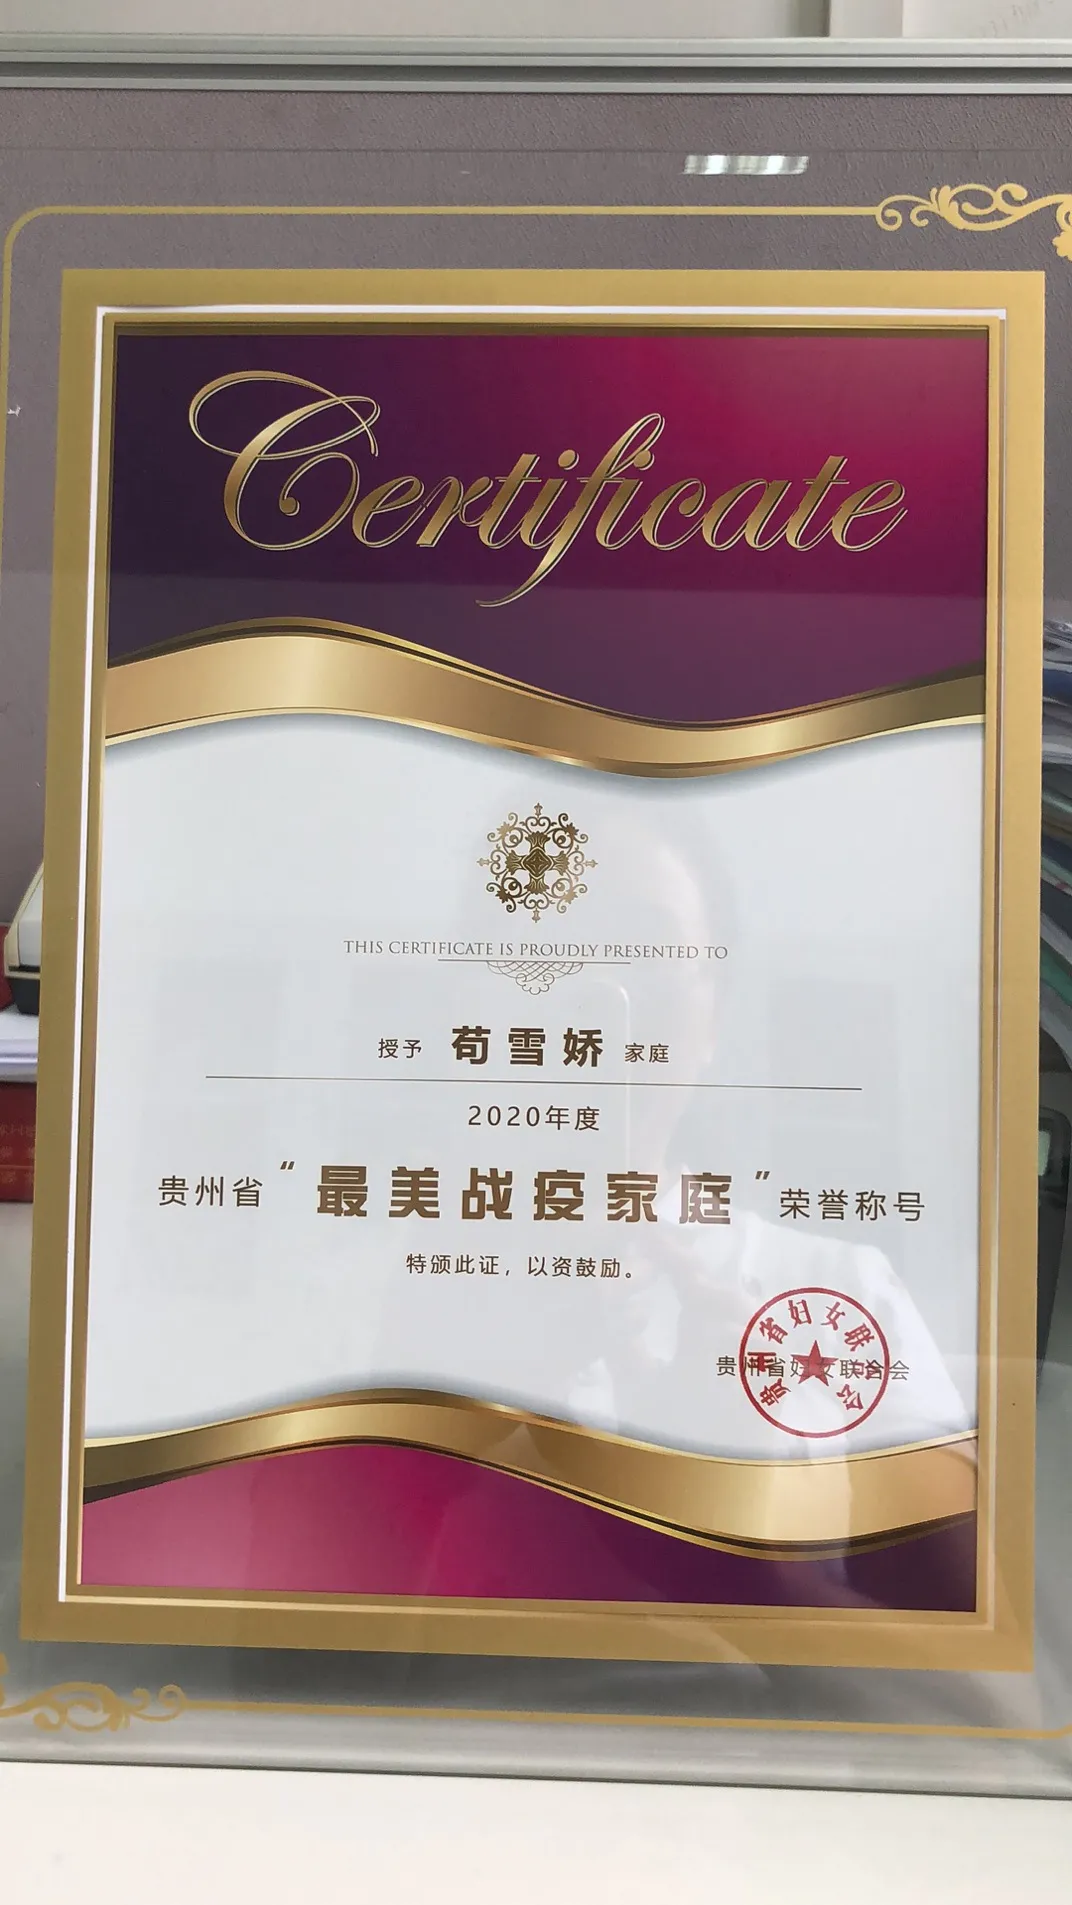 Certificate
THIS CERTIFICATE IS PROUDLY PRESENTED TO
授予 苟雪娇 家庭
2020年度
贵州省“最美战疫家庭”荣誉称号
特颁此证，以资鼓励。
贵州省妇女联合会